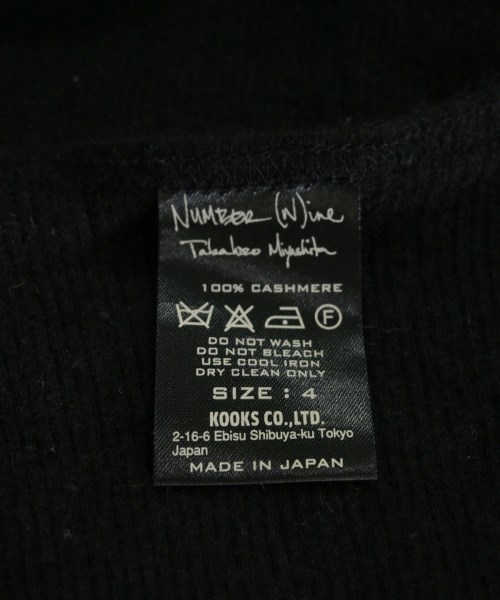 NUMBER (N)ine
Takahiro Miyashita
100% CASHMERE
F
DO NOT WASH
DO NOT BLEACH
USE COOL IRON
DRY CLEAN ONLY
SIZE : 4
KOOKS CO.,LTD.
2-16-6 Ebisu Shibuya-ku Tokyo
Japan
MADE IN JAPAN